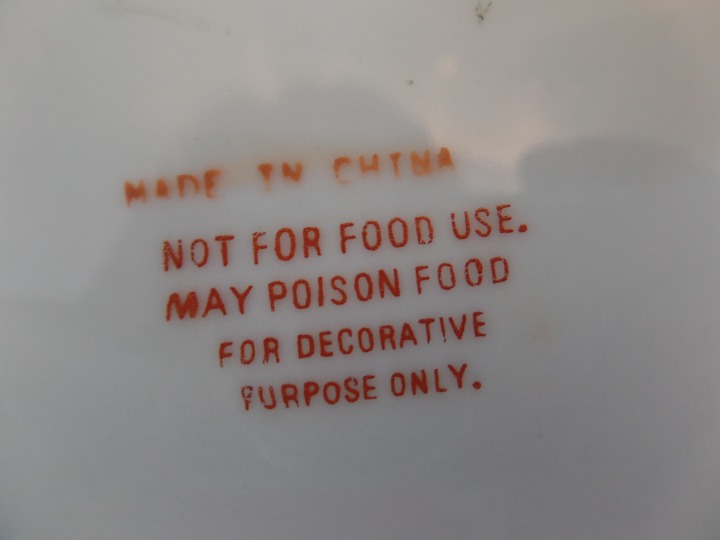 MADE IN CHINA
NOT FOR FOOD USE.
MAY POISON FOOD
FOR DECORATIVE
PURPOSE ONLY.